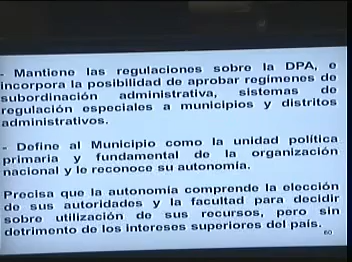 - Mantiene las regulaciones sobre la DPA, e
incorpora la posibilidad de aprobar regímenes de
subordinación administrativa, sistemas de
regulación especiales a municipios y distritos
administrativos.
- Define al Municipio como la unidad política
primaria y fundamental de la organización
nacional y le reconoce su autonomía.
Precisa que la autonomía comprende la elección
de sus autoridades y la facultad para decidir
sobre utilización de sus recursos, pero sin
detrimento de los intereses superiores del país.
60